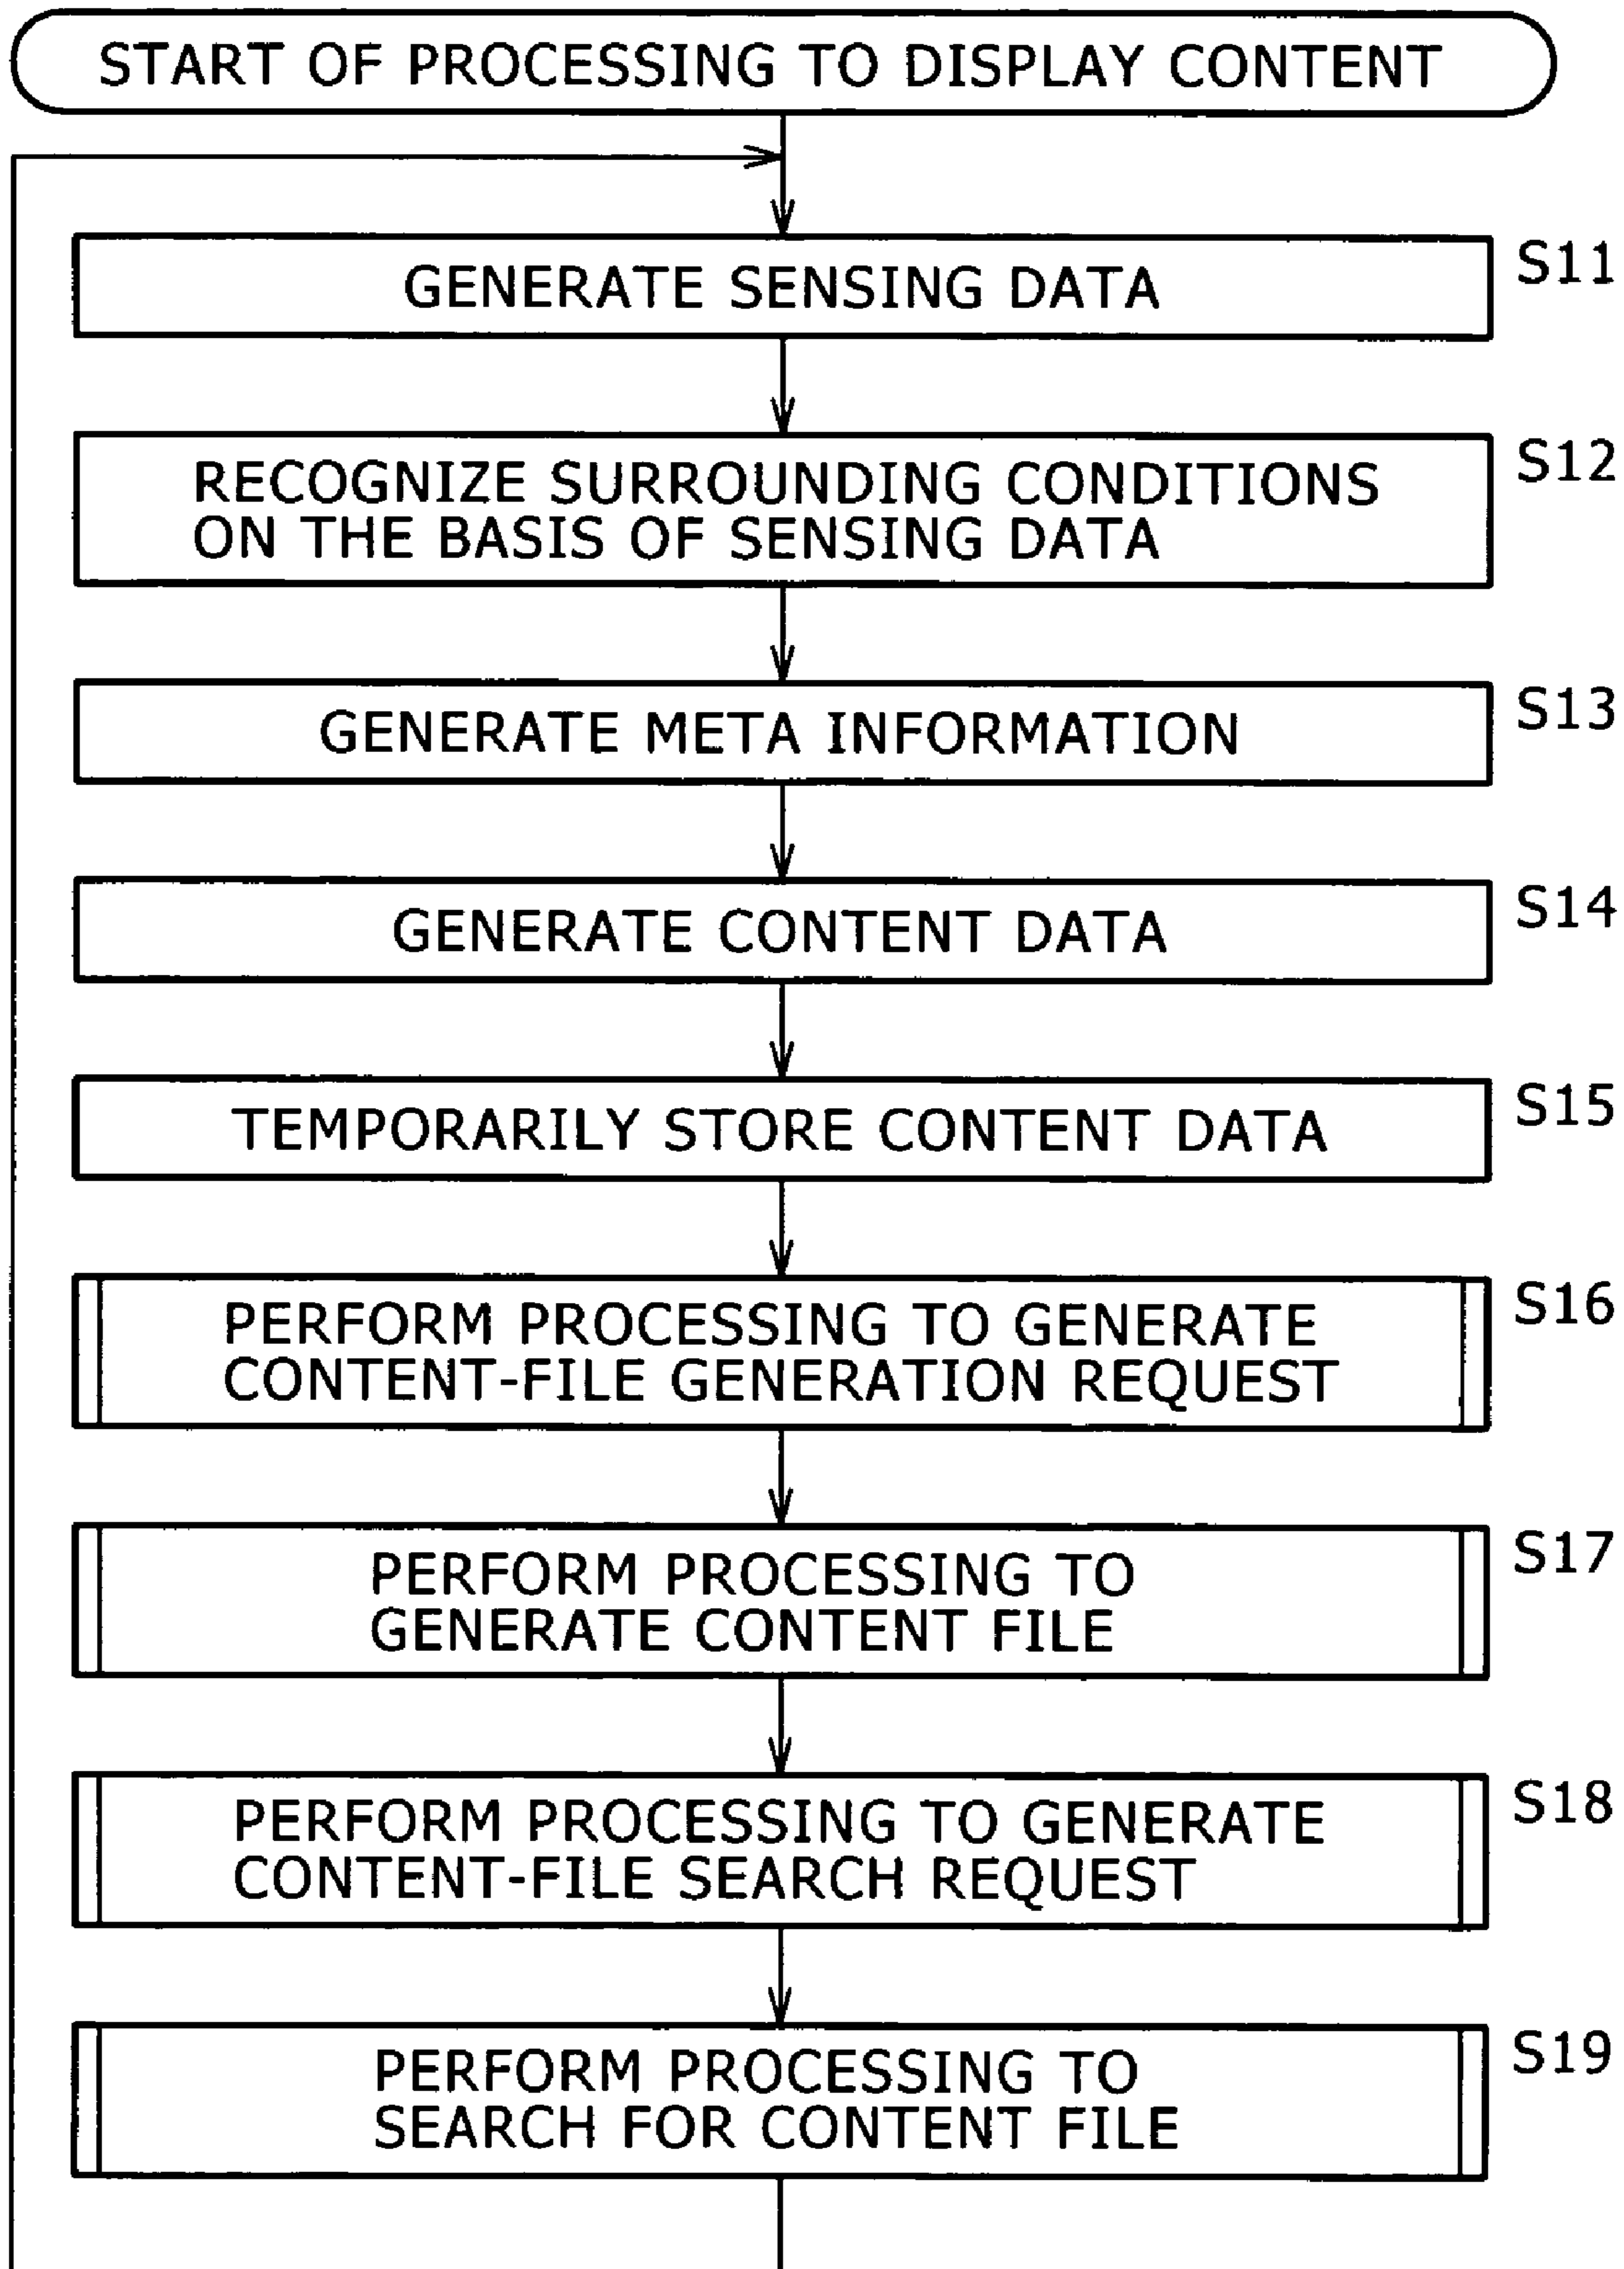 START OF PROCESSING TO DISPLAY CONTENT
GENERATE SENSING DATA
S11
RECOGNIZE SURROUNDING CONDITIONS
ON THE BASIS OF SENSING DATA
S12
GENERATE META INFORMATION
S13
GENERATE CONTENT DATA
S14
TEMPORARILY STORE CONTENT DATA
S15
PERFORM PROCESSING TO GENERATE
CONTENT-FILE GENERATION REQUEST
S16
PERFORM PROCESSING TO
GENERATE CONTENT FILE
S17
PERFORM PROCESSING TO GENERATE
CONTENT-FILE SEARCH REQUEST
S18
PERFORM PROCESSING TO
SEARCH FOR CONTENT FILE
S19